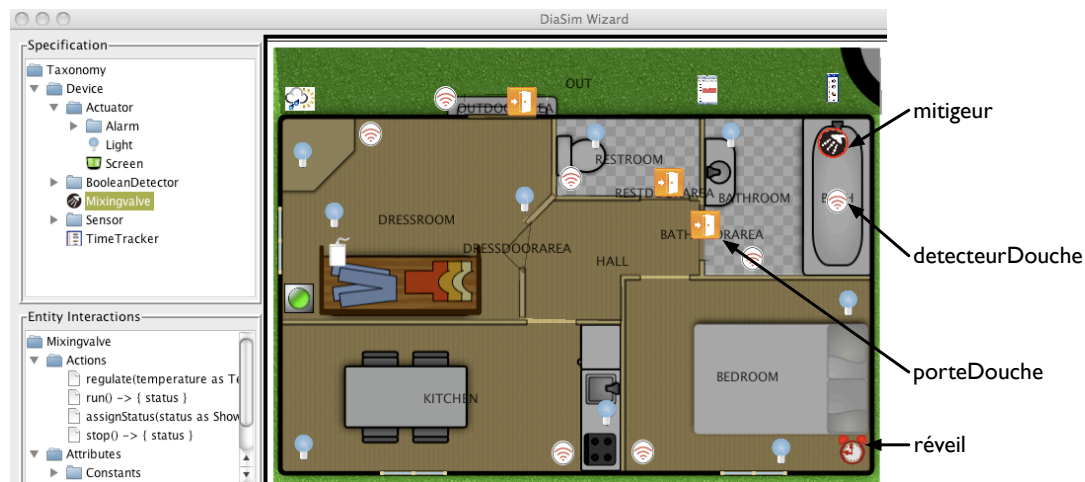 DiaSim Wizard
Specification
Taxonomy
Device
Actuator
Alarm
Light
Screen
BooleanDetector
Mixingvalve
Sensor
TimeTracker
Entity Interactions
Mixingvalve
Actions
regulate(temperature as Te
run() -> { status }
assignStatus(status as Show
stop() -> { status }
Attributes
Constants
OUT
RESTROOM
BATHROOM
DRESSROOM
DRESSDOORAREA
HALL
KITCHEN
BEDROOM
mitigeur
detecteurDouche
porteDouche
réveil